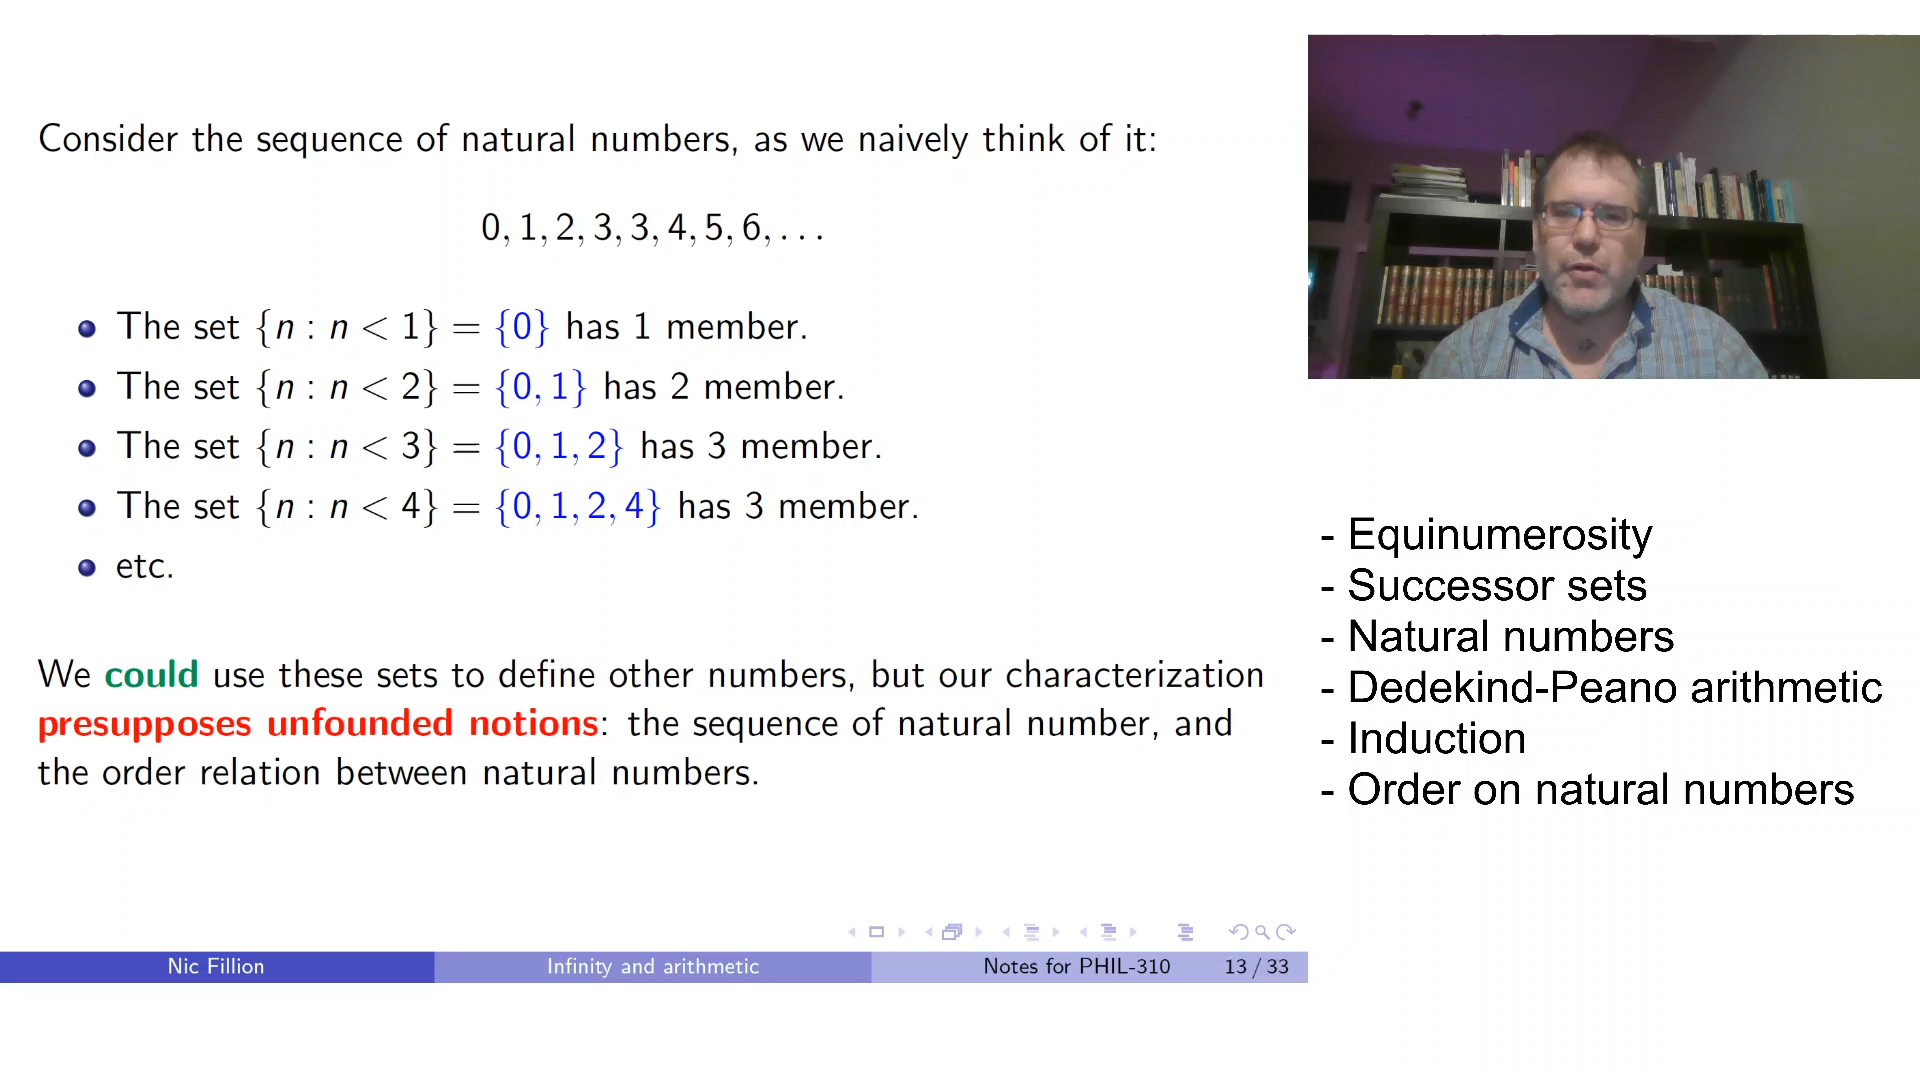 Consider the sequence of natural numbers, as we naively think of it:
0, 1, 2, 3, 3, 4, 5, 6, . . .
The set {n : n < 1} = {0} has 1 member.
The set {n : n < 2} = {0, 1} has 2 member.
The set {n : n < 3} = {0, 1, 2} has 3 member.
The set {n : n < 4} = {0, 1, 2, 4} has 3 member.
etc.
We could use these sets to define other numbers, but our characterization
presupposes unfounded notions: the sequence of natural number, and
the order relation between natural numbers.
- Equinumerosity
- Successor sets
- Natural numbers
- Dedekind-Peano arithmetic
- Induction
- Order on natural numbers
Nic Fillion Infinity and arithmetic Notes for PHIL-310 13 / 33